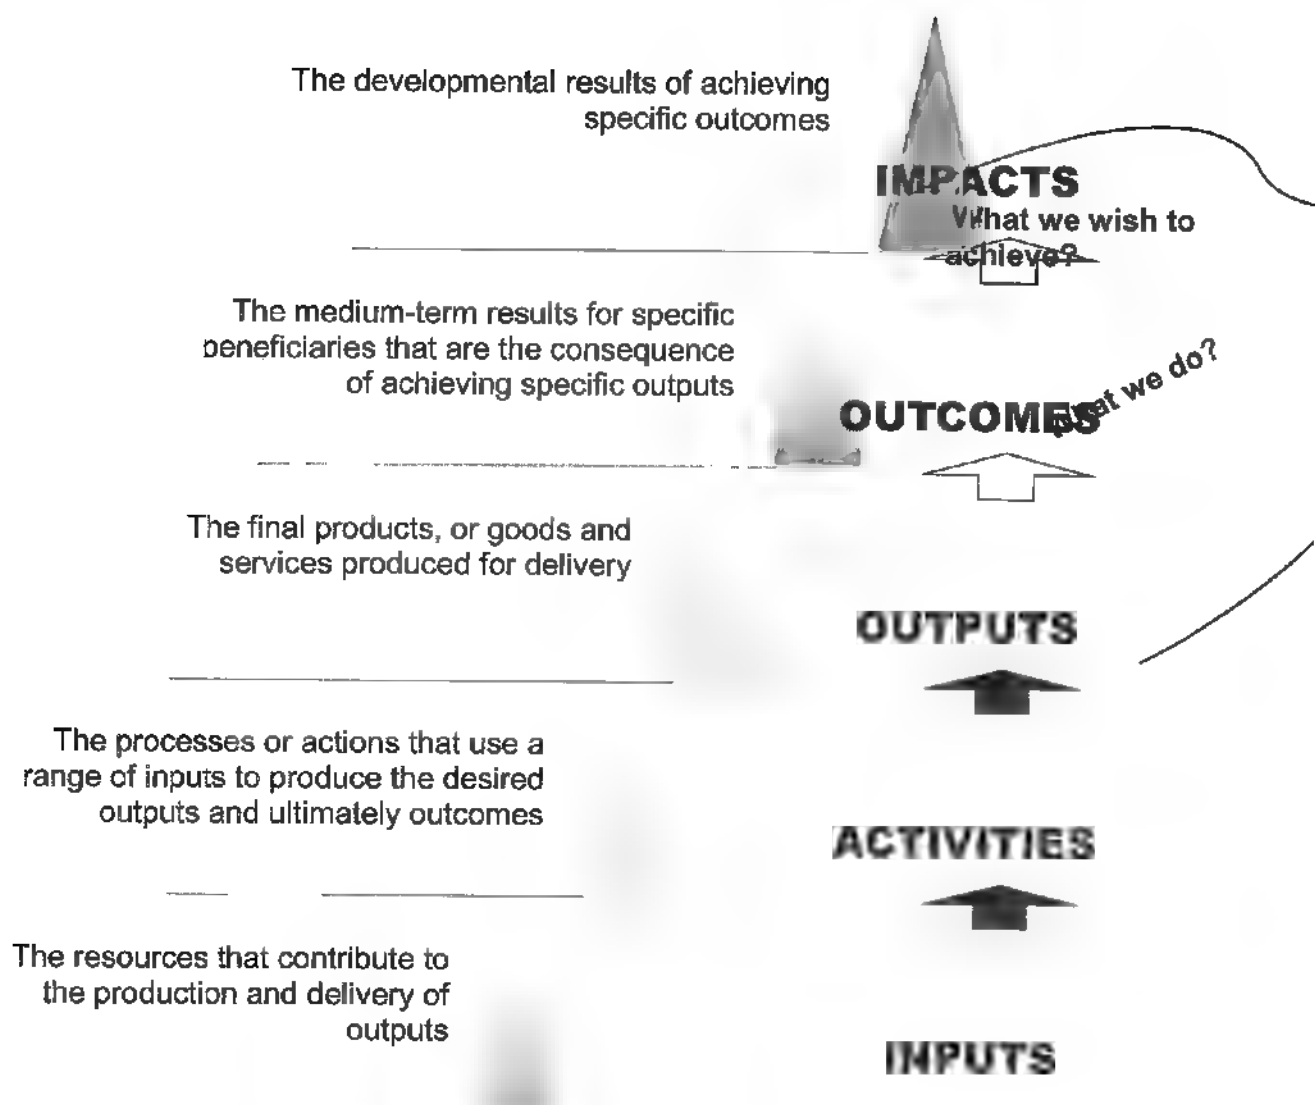 The developmental results of achieving
specific outcomes
IMPACTS
What we wish to
achieve?
The medium-term results for specific
beneficiaries that are the consequence
of achieving specific outputs
we do?
OUTCOMES
The final products, or goods and
services produced for delivery
OUTPUTS
The processes or actions that use a
range of inputs to produce the desired
outputs and ultimately outcomes
ACTIVITIES
The resources that contribute to
the production and delivery of
outputs
INPUTS